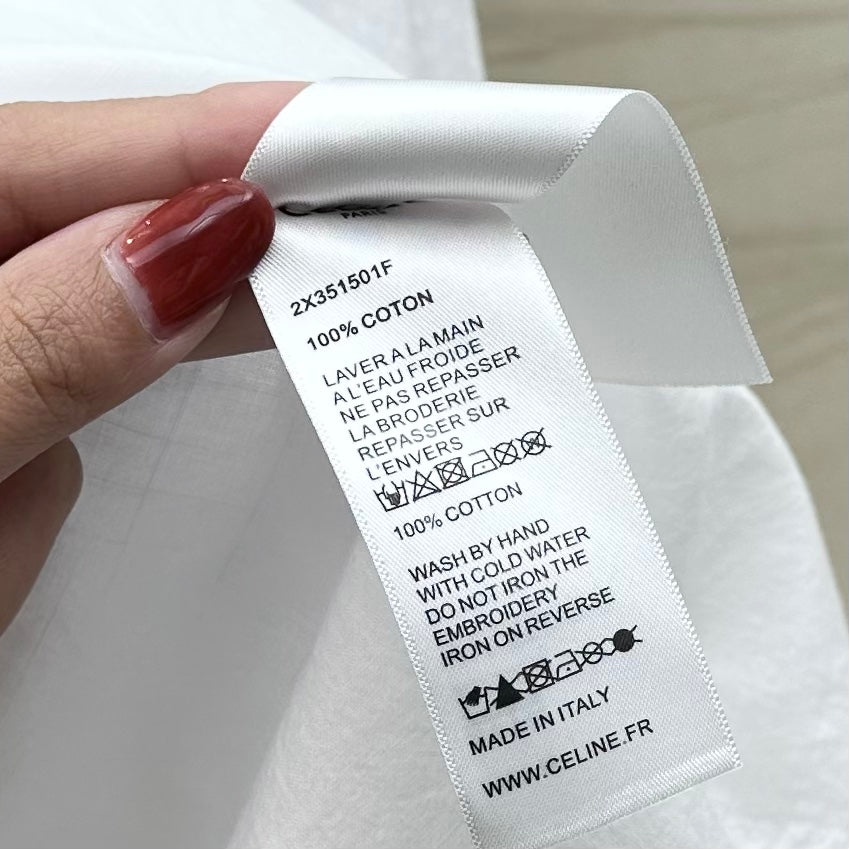 PARIS
2X351501F
100% COTON
LAVER A LA MAIN
A L'EAU FROIDE
NE PAS REPASSER
LA BRODERIE
REPASSER SUR
L'ENVERS
100% COTTON
WASH BY HAND
WITH COLD WATER
DO NOT IRON THE
EMBROIDERY
IRON ON REVERSE
MADE IN ITALY
WWW.CELINE.FR